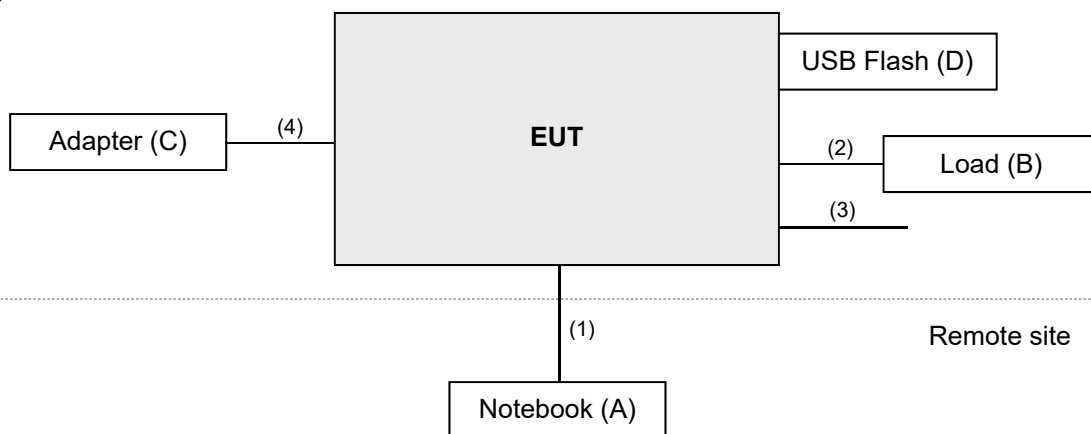 USB Flash (D)
Adapter (C)
(4)
EUT
(2)
Load (B)
(3)
(1)
Remote site
Notebook (A)